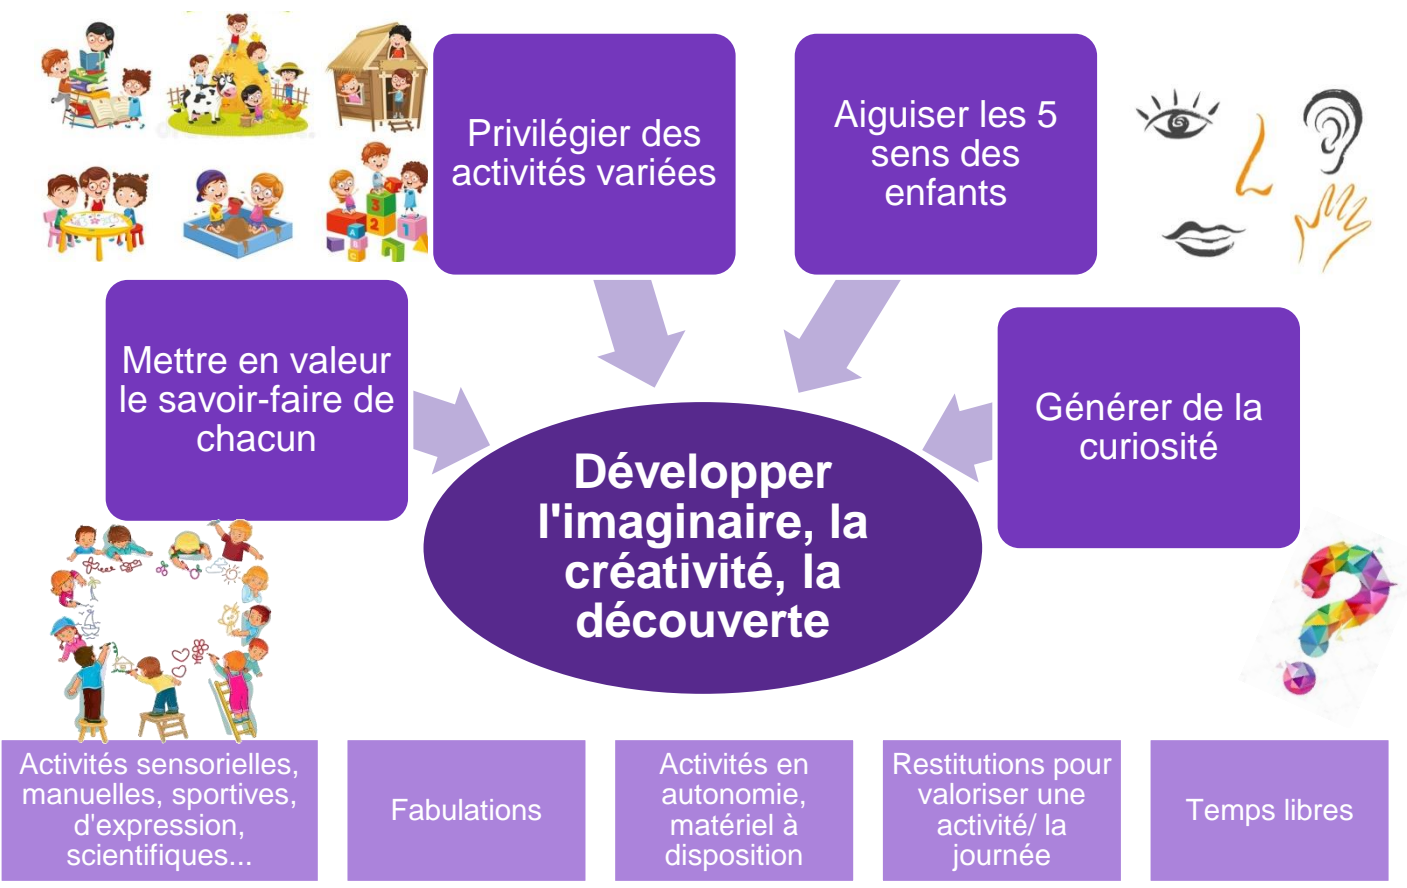 Privilégier des
activités variées
Aiguiser les 5
sens des
enfants
Mettre en valeur
le savoir-faire de
chacun
Générer de la
curiosité
Développer
l'imaginaire, la
créativité, la
découverte
Activités sensorielles,
manuelles, sportives,
d'expression,
scientifiques...
Fabulations
Activités en
autonomie,
matériel à
disposition
Restitutions pour
valoriser une
activité/ la
journée
Temps libres